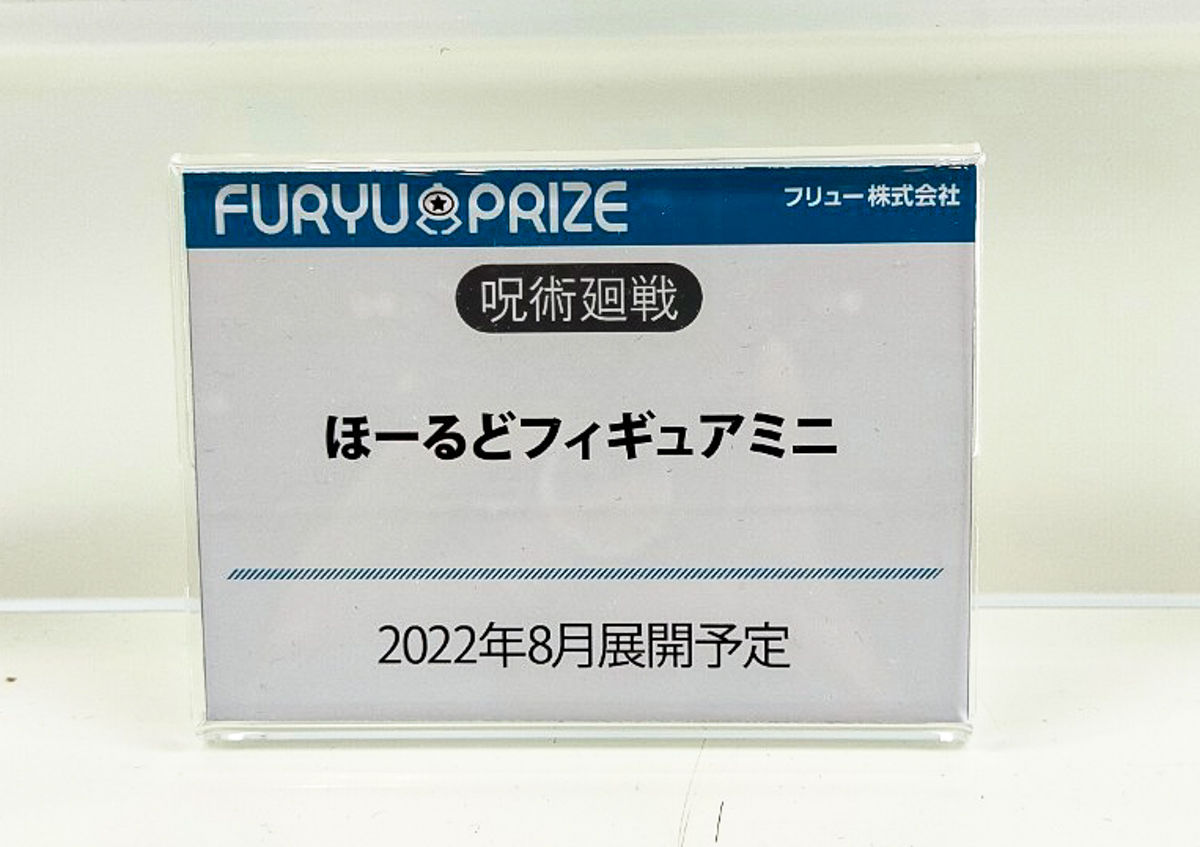 FURYU PRIZE フリュー株式会社
呪術廻戦
ほーるどフィギュアミニ
2022年8月展開予定